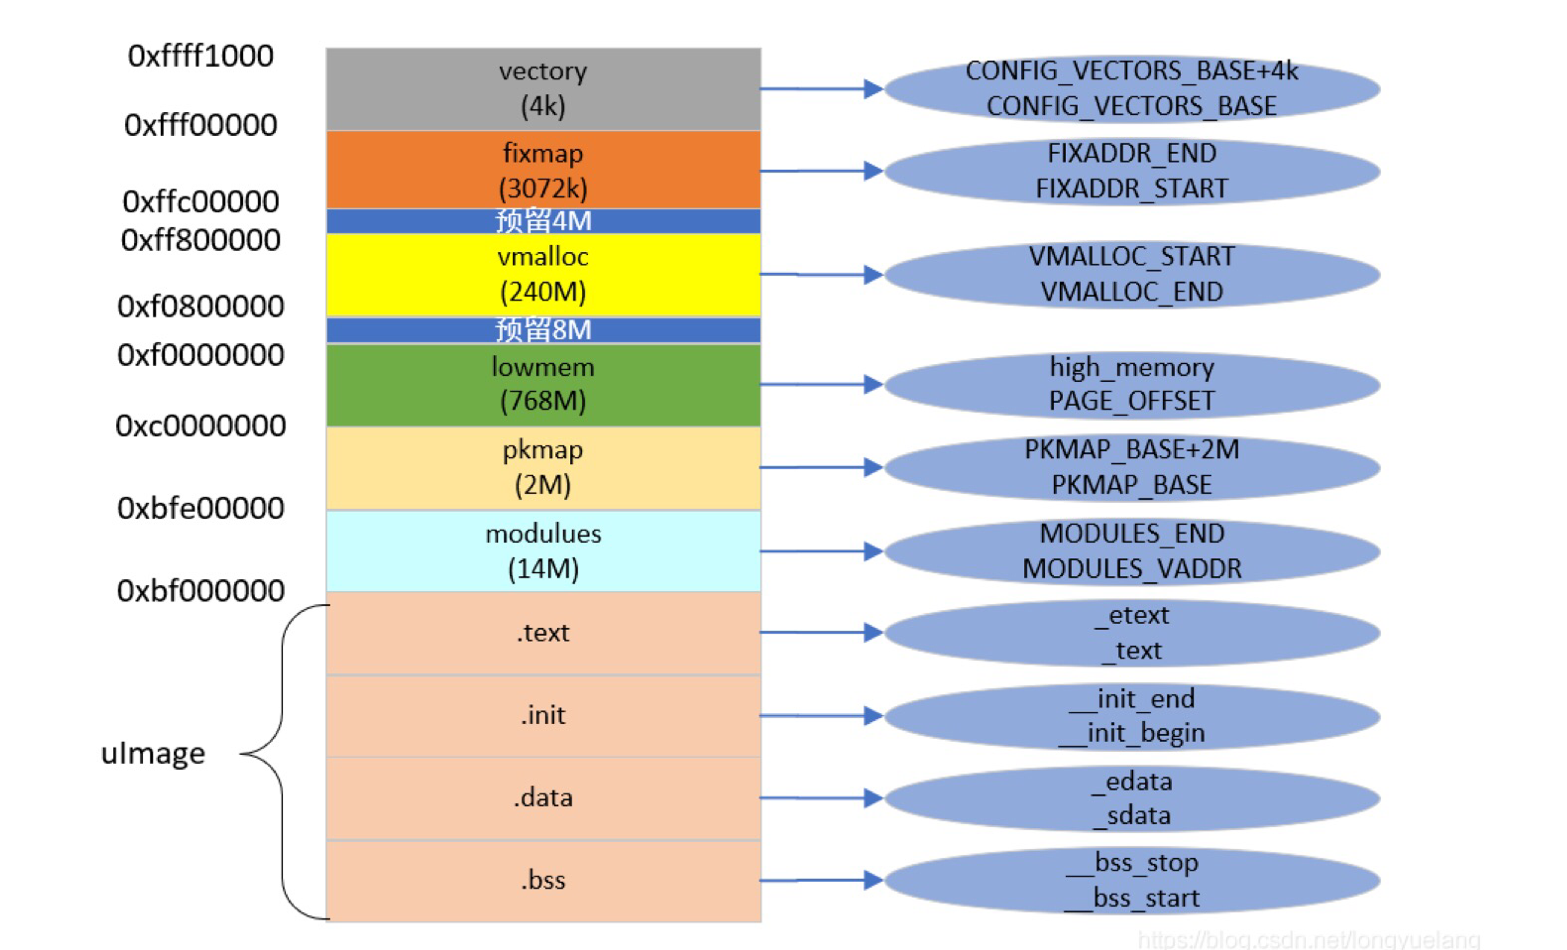 0xffff1000
vectory
(4k)
CONFIG_VECTORS_BASE+4k
CONFIG_VECTORS_BASE
0xfff00000
fixmap
(3072k)
FIXADDR_END
FIXADDR_START
0xffc00000
预留4M
0xff800000
vmalloc
(240M)
VMALLOC_START
VMALLOC_END
0xf0800000
预留8M
0xf0000000
lowmem
(768M)
high_memory
PAGE_OFFSET
0xc0000000
pkmap
(2M)
PKMAP_BASE+2M
PKMAP_BASE
0xbfe00000
modulues
(14M)
MODULES_END
MODULES_VADDR
0xbf000000
.text
_etext
_text
.init
__init_end
__init_begin
uImage
.data
_edata
_sdata
.bss
__bss_stop
__bss_start
https://blog.csdn.net/longyuelang